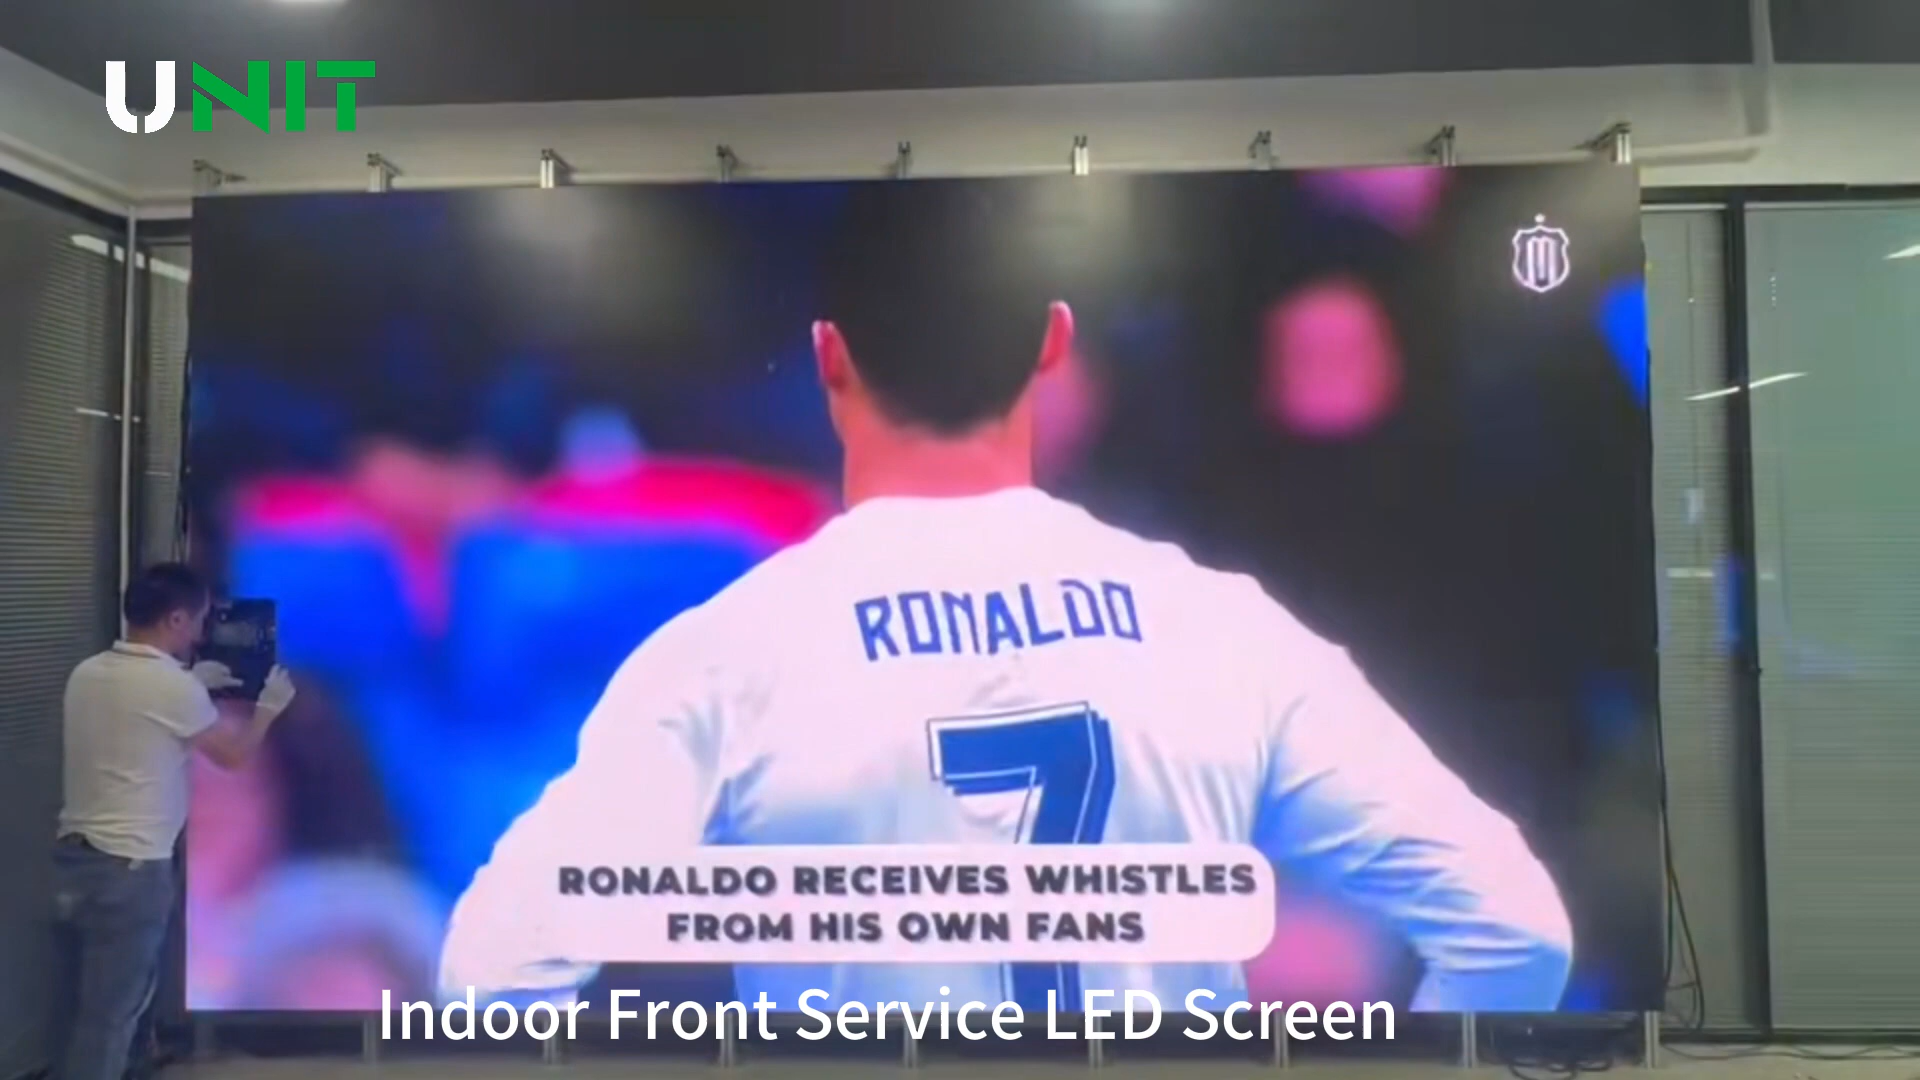 UNIT
M
RONALDO
7
RONALDO RECEIVES WHISTLES
FROM HIS OWN FANS
Indoor Front Service LED Screen